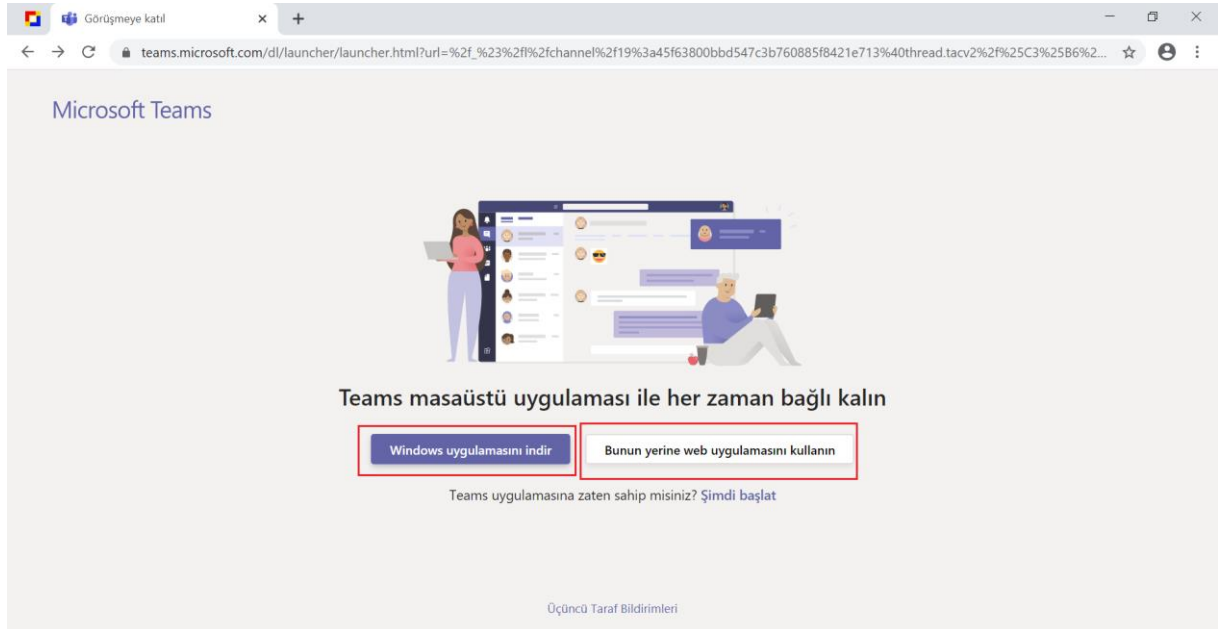 Görüşmeye katıl
teams.microsoft.com/dl/launcher/launcher.html?url=%2f_%23%2fl%2fchannel%2f19%3a45f63800bbd547c3b760885f8421e713%40thread.tacv2%2f%25C3%25B6%2...
Microsoft Teams
Teams masaüstü uygulaması ile her zaman bağlı kalın
Windows uygulamasını indir
Bunun yerine web uygulamasını kullanın
Teams uygulamasına zaten sahip misiniz? Şimdi başlat
Üçüncü Taraf Bildirimleri